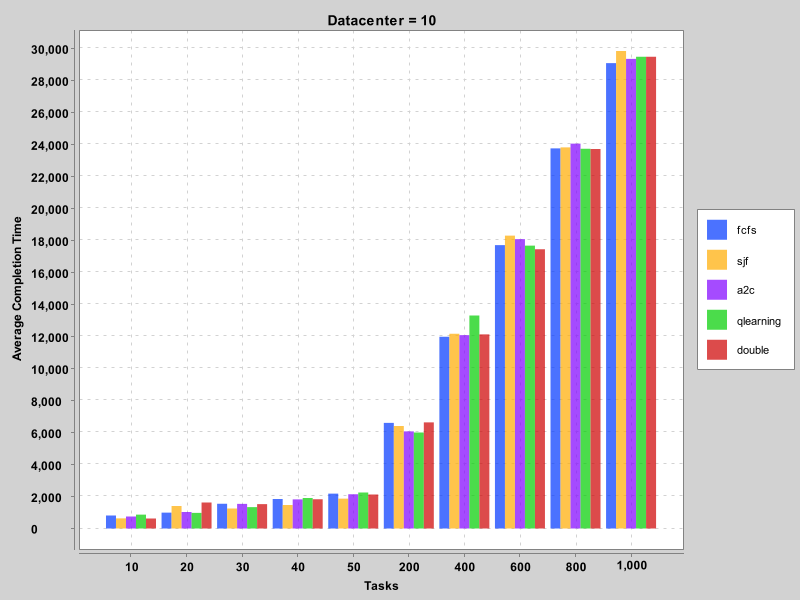 Datacenter = 10
30,000
28,000
26,000
24,000
22,000
20,000
18,000
16,000
14,000
12,000
10,000
8,000
6,000
4,000
2,000
0
Average Completion Time
10 20 30 40 50 200 400 600 800 1,000
Tasks
fcfs
sjf
a2c
qlearning
double